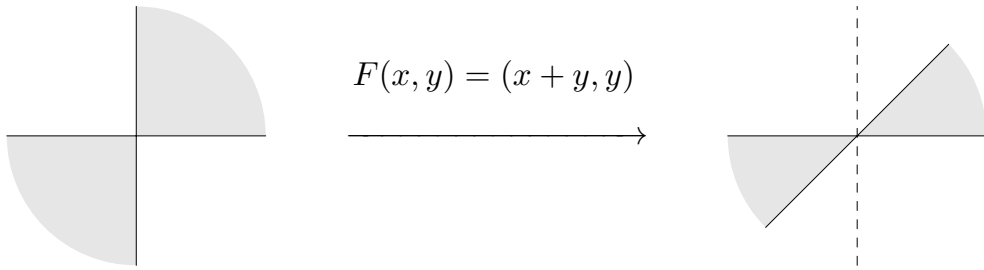 F(x, y) = (x + y, y)